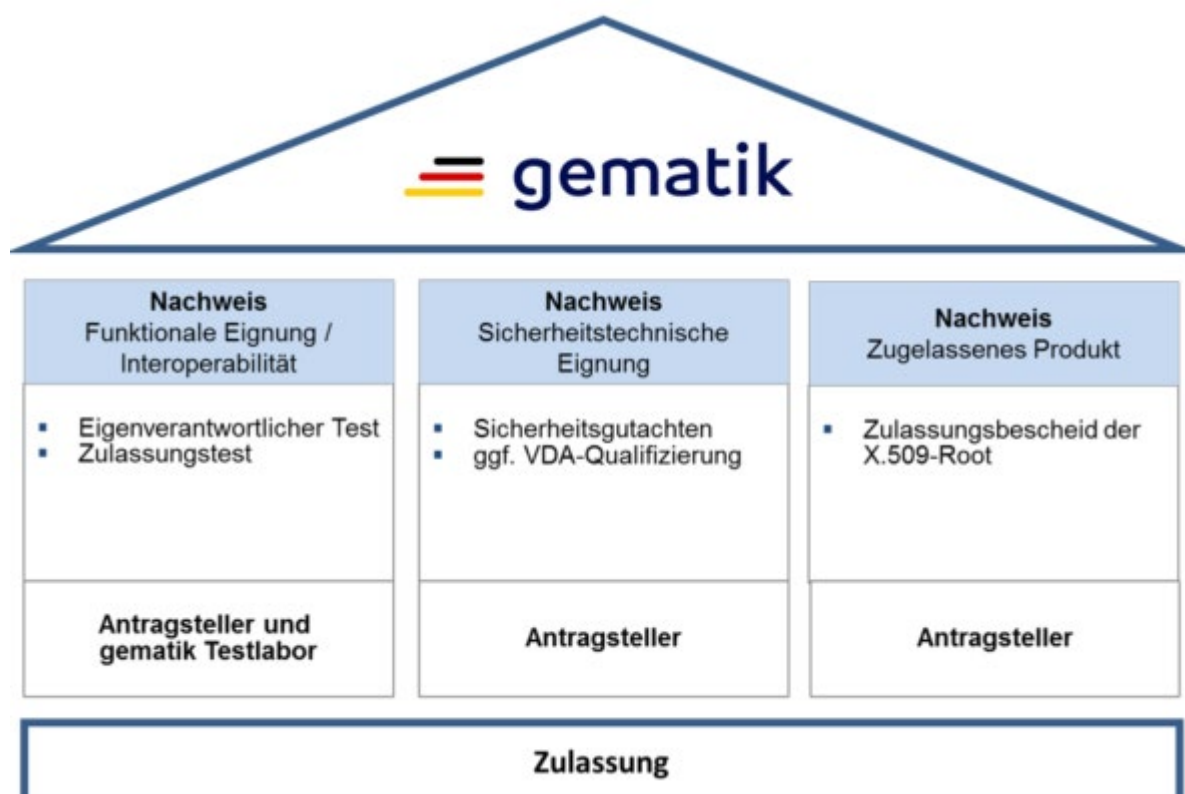 gematik
Nachweis
Funktionale Eignung /
Interoperabilität
▪ Eigenverantwortlicher Test
▪ Zulassungstest
Antragsteller und
gematik Testlabor
Nachweis
Sicherheitstechnische
Eignung
▪ Sicherheitsgutachten
▪ ggf. VDA-Qualifizierung
Antragsteller
Nachweis
Zugelassenes Produkt
▪ Zulassungsbescheid der
X.509-Root
Antragsteller
Zulassung